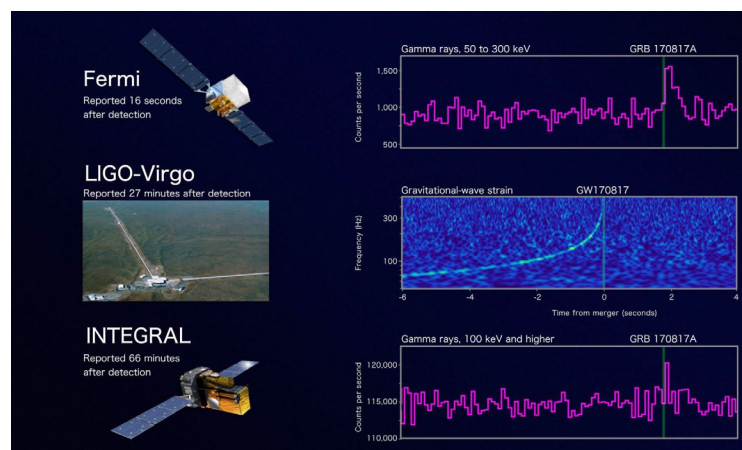 Fermi
Reported 16 seconds
after detection
Gamma rays, 50 to 300 keV GRB 170817A
Counts per second
1,500
1,000
500
LIGO-Virgo
Reported 27 minutes after detection
Gravitational-wave strain GW170817
Frequency (Hz)
300
100
-6 -4 -2 0 2 4
Time from merger (seconds)
INTEGRAL
Reported 66 minutes
after detection
Gamma rays, 100 keV and higher GRB 170817A
Counts per second
120,000
115,000
110,000